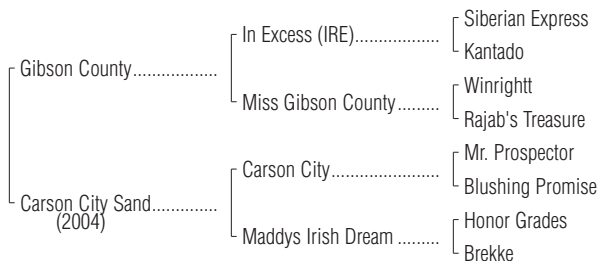 Siberian Express
In Excess (IRE)..................
Kantado
Gibson County.................
Winrightt
Miss Gibson County.........
Rajab's Treasure
Mr. Prospector
Carson City.......................
Blushing Promise
Carson City Sand..............
(2004)
Honor Grades
Maddys Irish Dream .........
Brekke